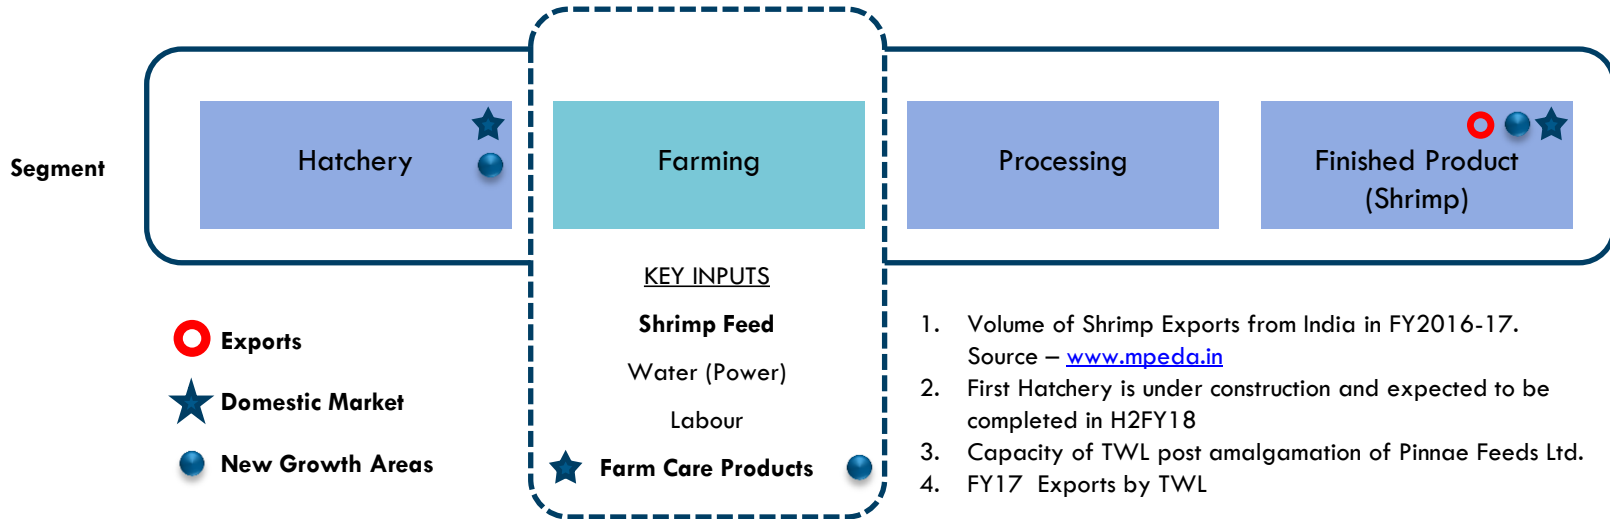 Segment
Hatchery
Farming
Processing
Finished Product
(Shrimp)
KEY INPUTS
Shrimp Feed
Water (Power)
Labour
Farm Care Products
Exports
Domestic Market
New Growth Areas
1. Volume of Shrimp Exports from India in FY2016-17.
Source – www.mpeda.in
2. First Hatchery is under construction and expected to be
completed in H2FY18
3. Capacity of TWL post amalgamation of Pinnae Feeds Ltd.
4. FY17 Exports by TWL